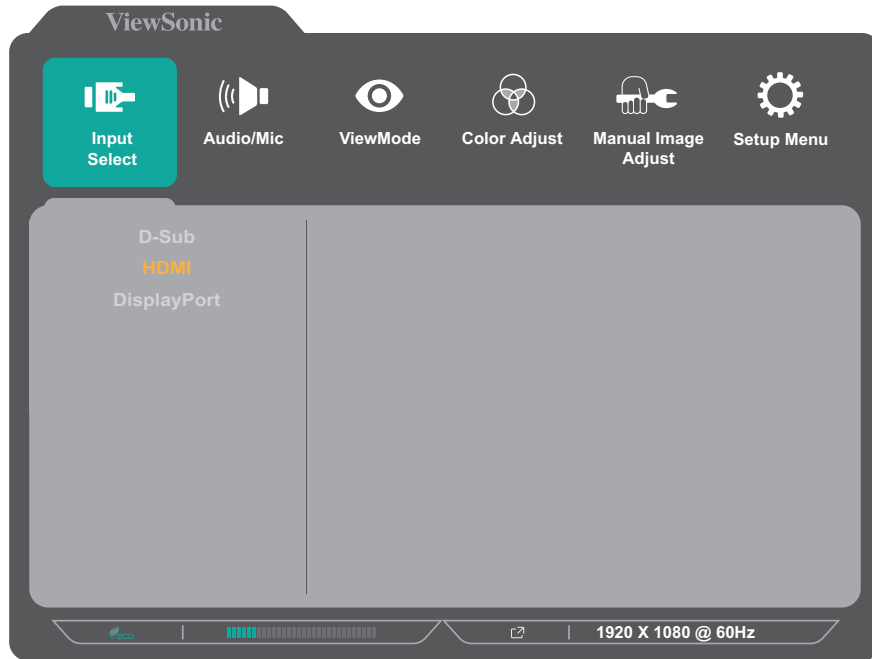 ViewSonic
Input
Select
Audio/Mic
ViewMode
Color Adjust
Manual Image
Adjust
Setup Menu
D-Sub
HDMI
DisplayPort
eco
1920 X 1080 @ 60Hz